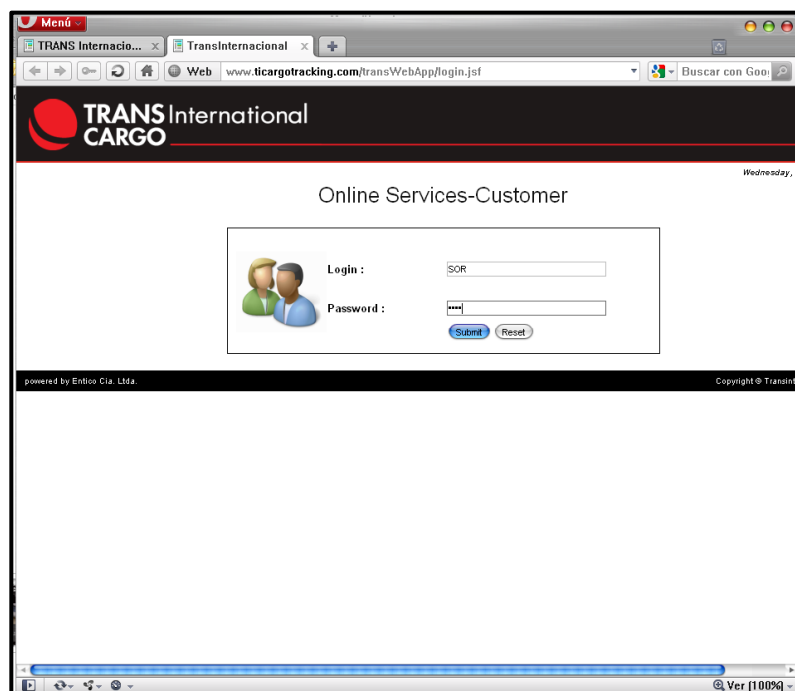 Menú
TRANS Internacio... x TransInternacional x
Web www.ticargotracking.com/transWebApp/login.jsf Buscar con Goo
TRANS International
CARGO
Wednesday,
Online Services-Customer
Login : SOR
Password : ••••
Submit Reset
powered by Entico Cia. Ltda. Copyright © Transint
Ver [100%]